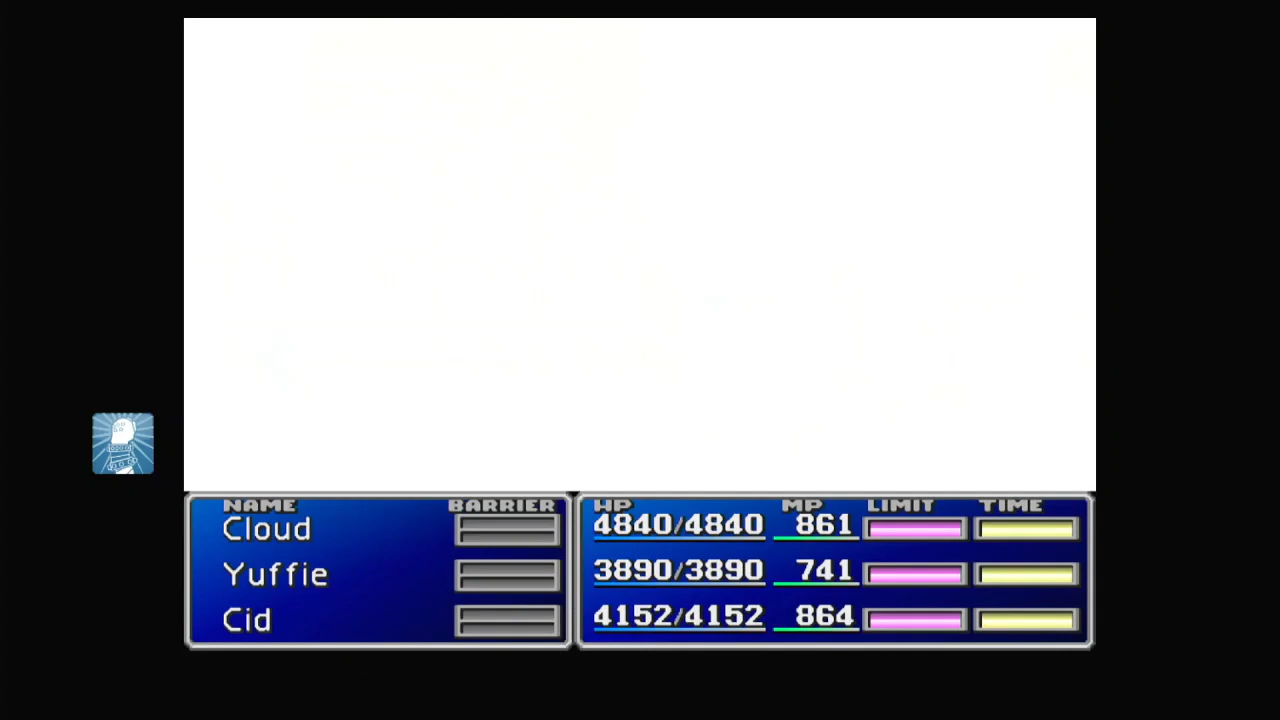 NAME BARRIER HP MP LIMIT TIME
Cloud 4840/4840 861
Yuffie 3890/3890 741
Cid 4152/4152 864